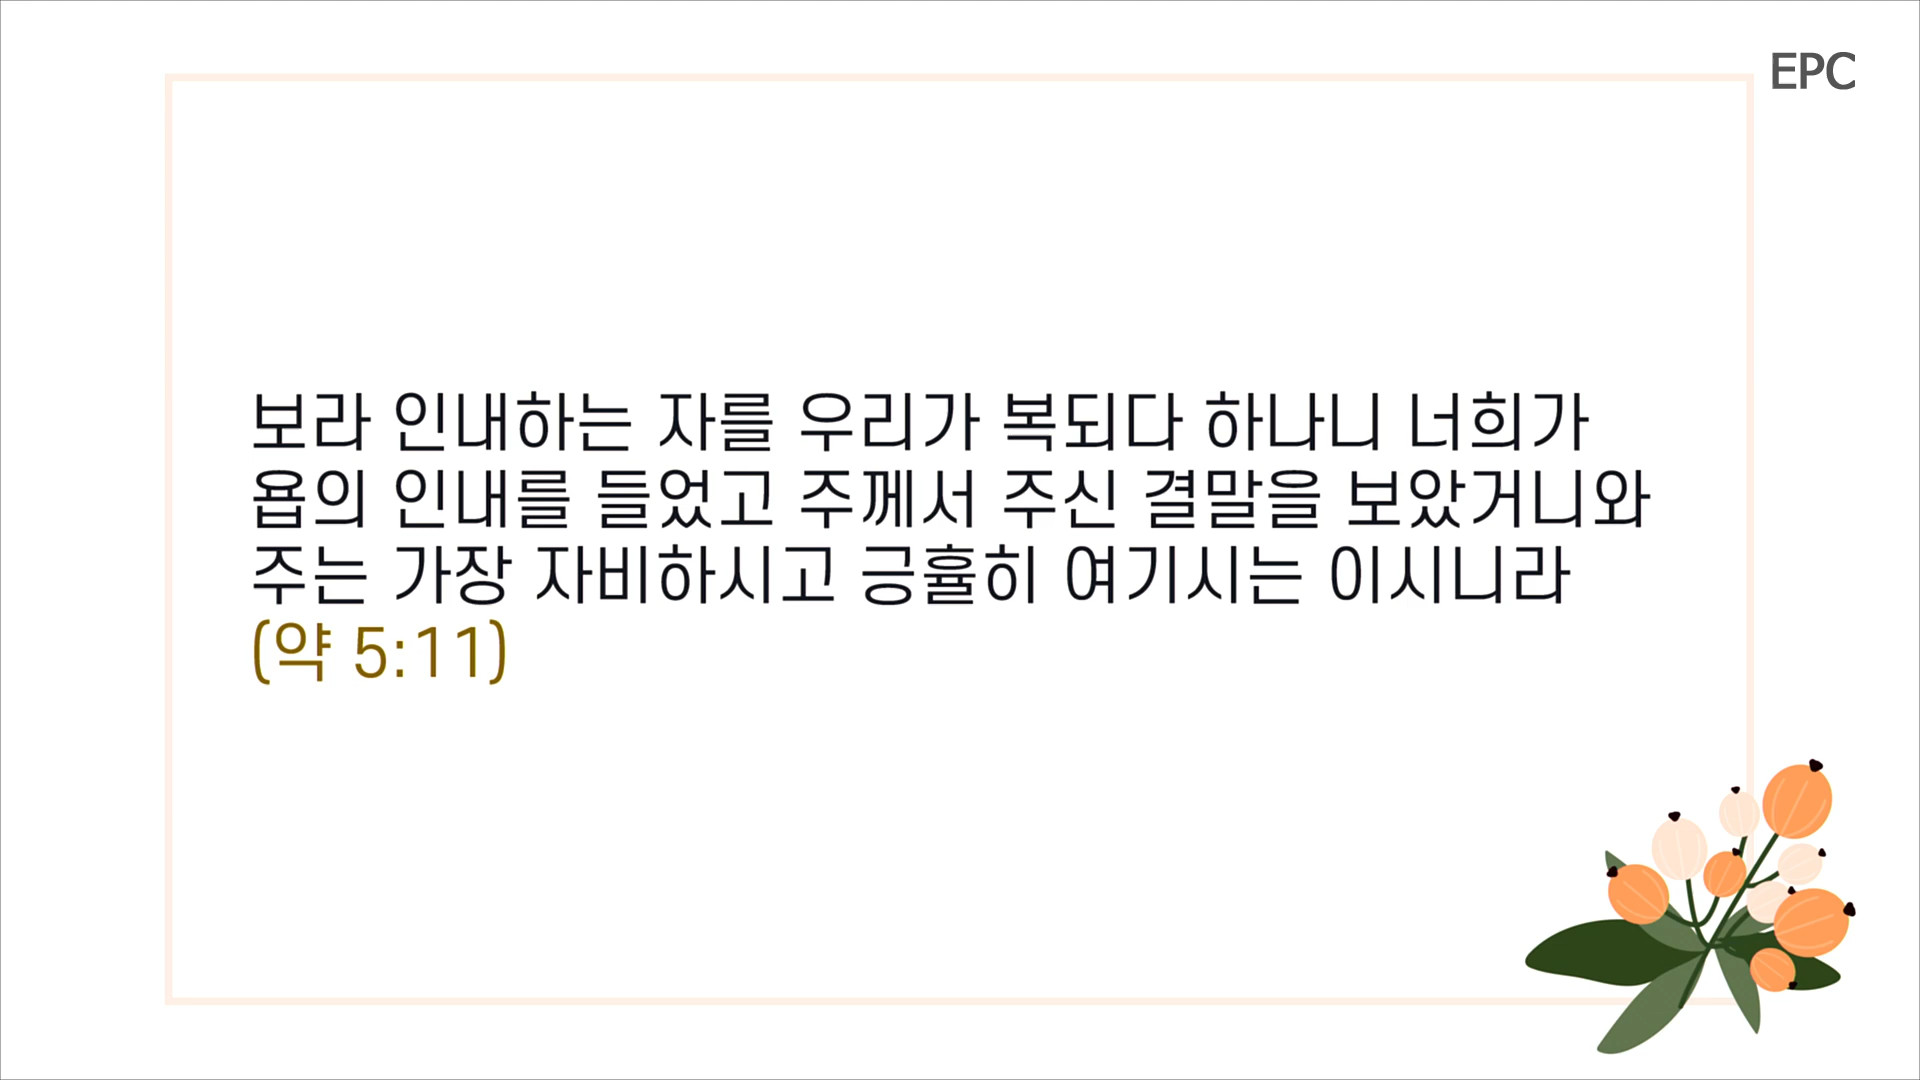 EPC
보라 인내하는 자를 우리가 복되다 하나니 너희가
욥의 인내를 들었고 주께서 주신 결말을 보았거니와
주는 가장 자비하시고 긍휼히 여기시는 이시니라
(약 5:11)